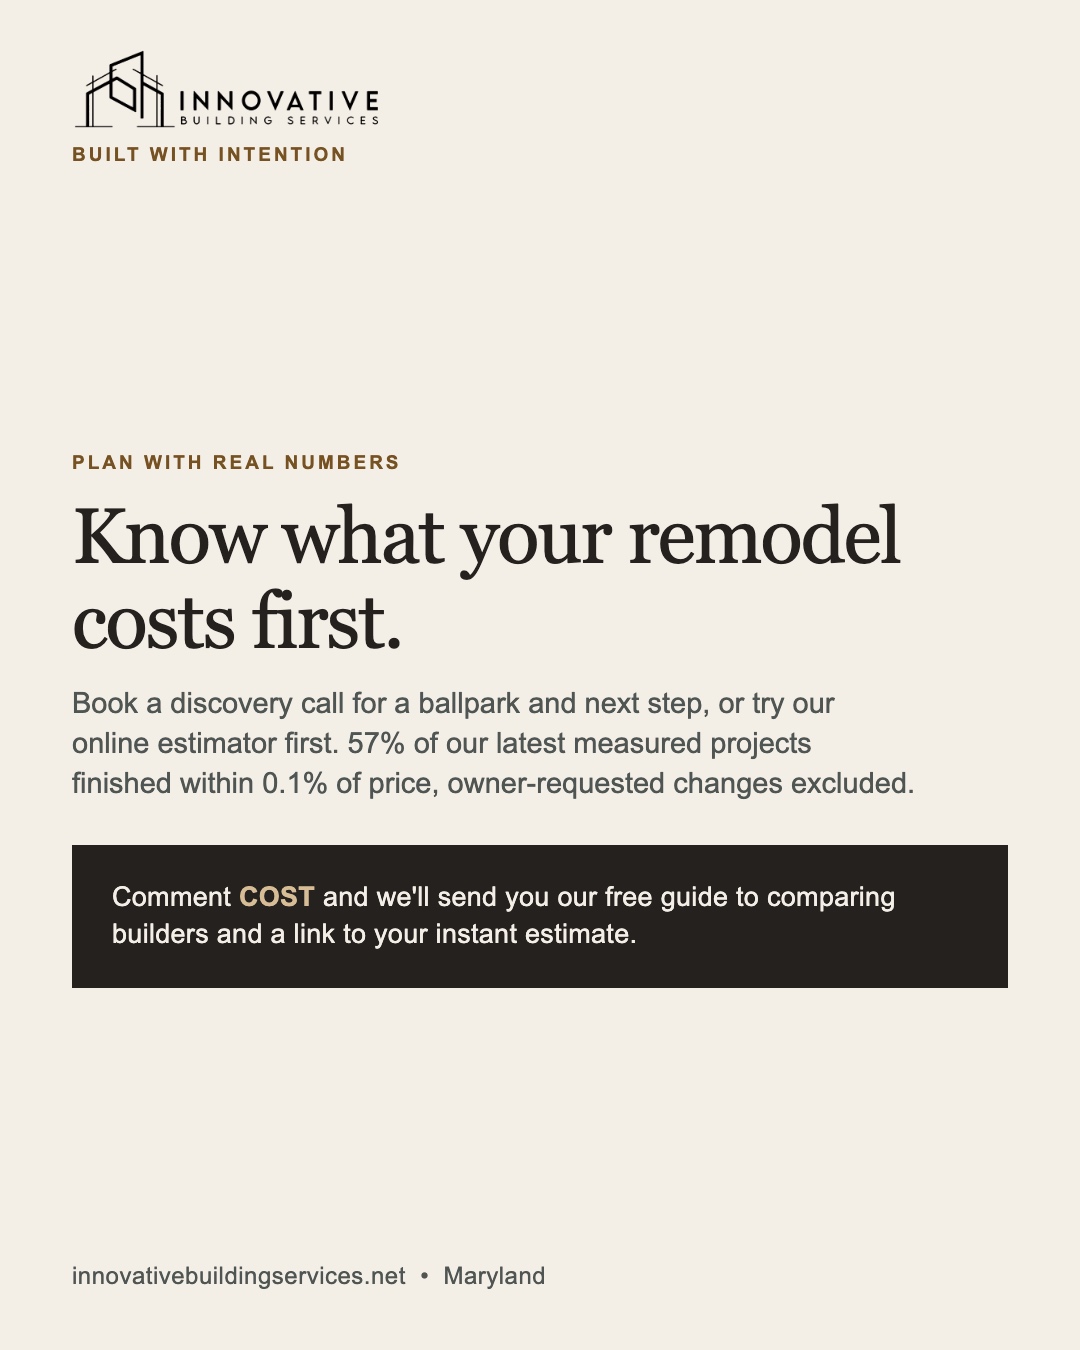 INNOVATIVE
BUILDING SERVICES
BUILT WITH INTENTION
PLAN WITH REAL NUMBERS
Know what your remodel
costs first.
Book a discovery call for a ballpark and next step, or try our
online estimator first. 57% of our latest measured projects
finished within 0.1% of price, owner-requested changes excluded.
Comment COST and we'll send you our free guide to comparing
builders and a link to your instant estimate.
innovativebuildingservices.net • Maryland